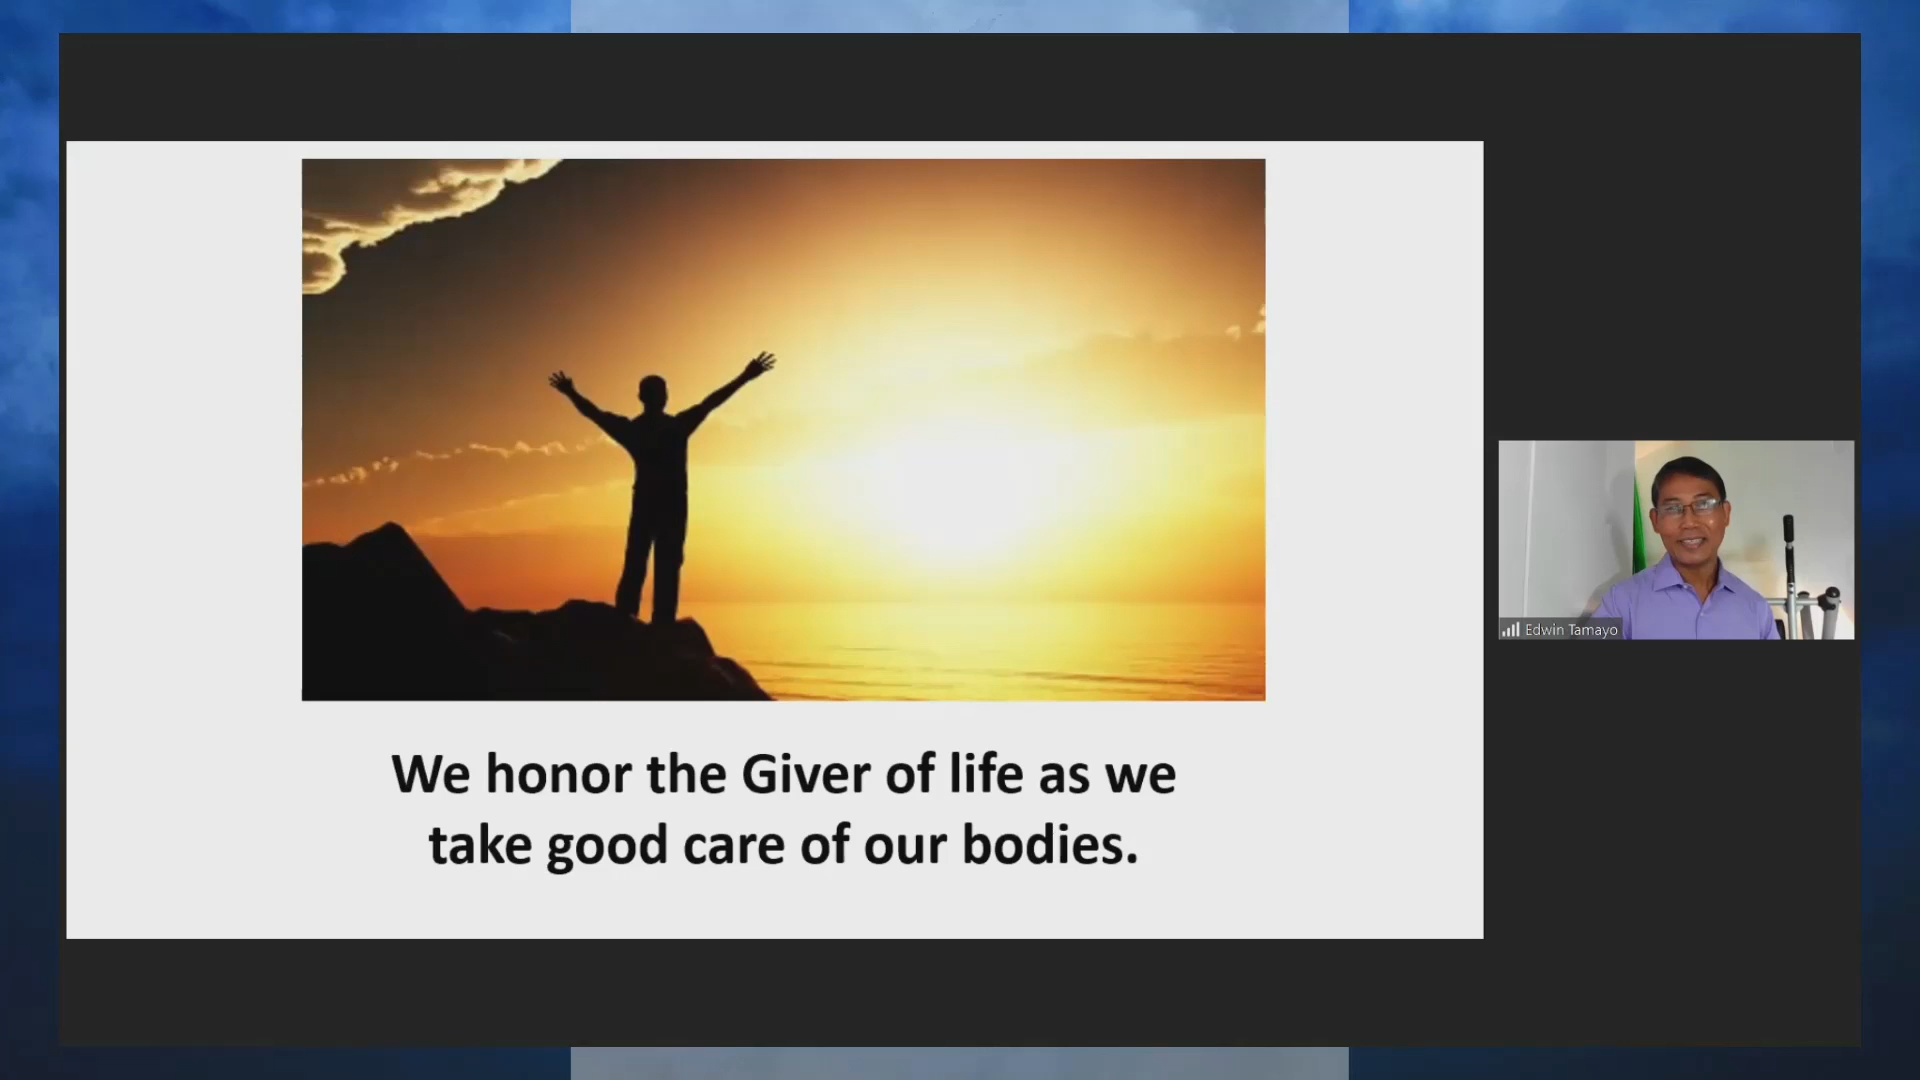 We honor the Giver of life as we
take good care of our bodies.
Edwin Tamayo